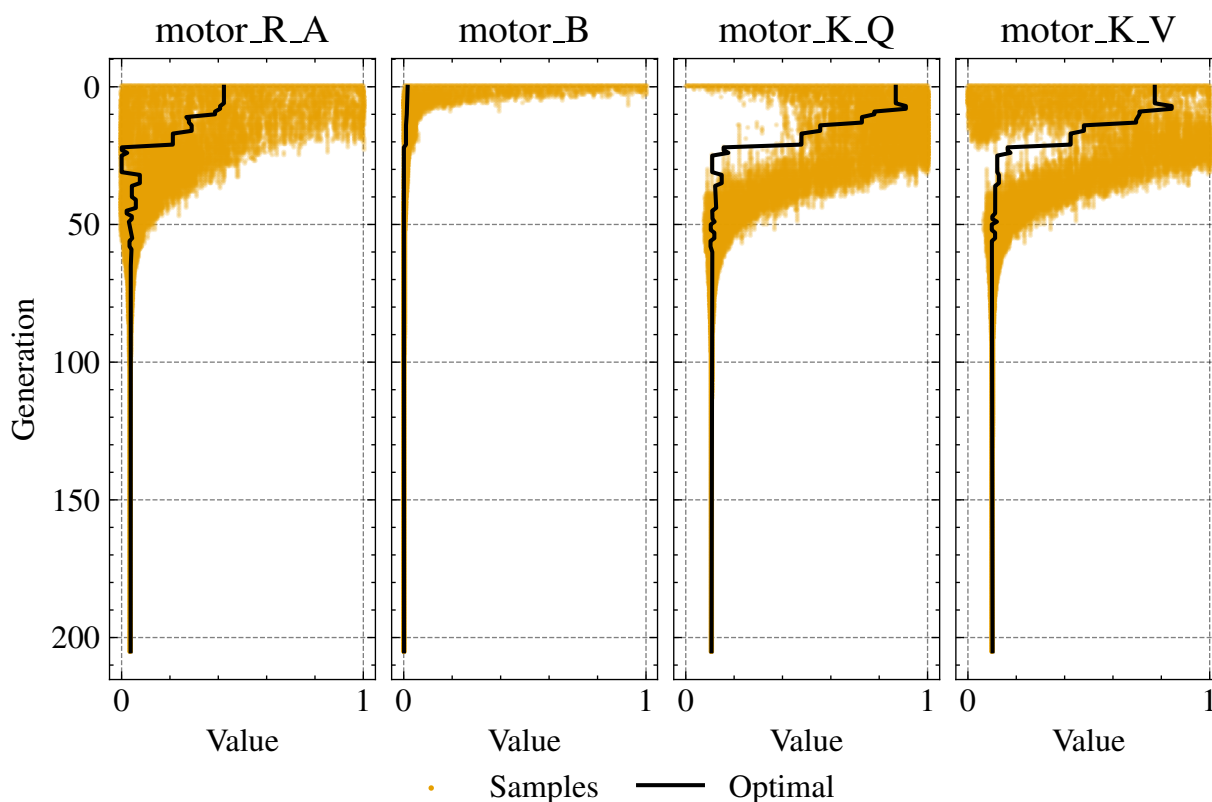 motor_R_A motor_B motor_K_Q motor_K_V
0
50
100
150
200
Generation
0 1 0 1 0 1 0 1
Value Value Value Value
Samples Optimal